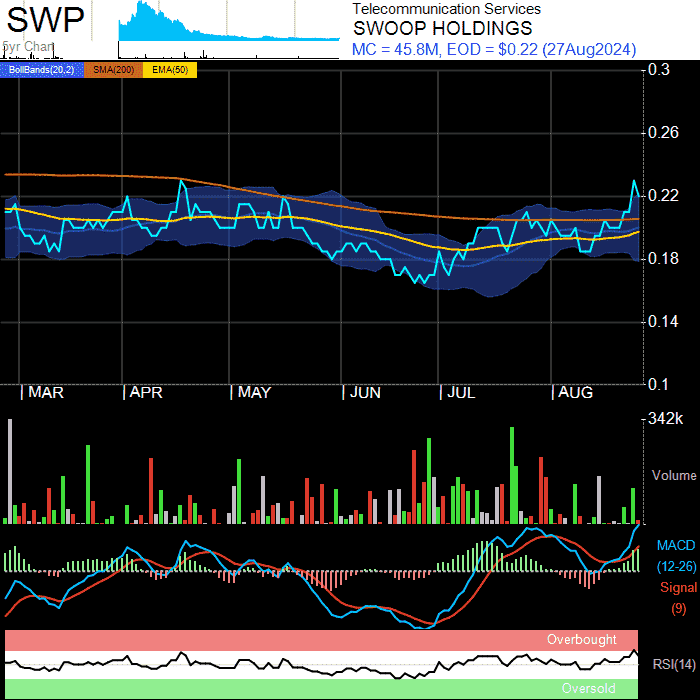 SWP
5yr Chart
Telecommunication Services
SWOOP HOLDINGS
MC = 45.8M, EOD = $0.22 (27Aug2024)
BollBands(20,2) SMA(200) EMA(50)
0.3
0.26
0.22
0.18
0.14
0.1
MAR APR MAY JUN JUL AUG
342k
Volume
MACD
(12-26)
Signal
(9)
Overbought
RSI(14)
Oversold